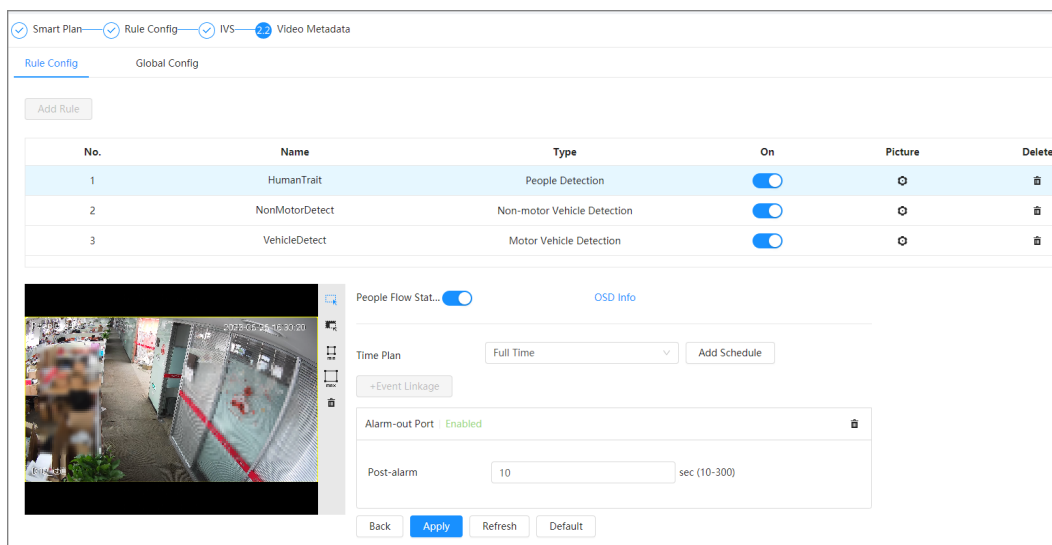 Smart Plan Rule Config IVS 2.2 Video Metadata
Rule Config Global Config
Add Rule
No. Name Type On Picture Delete
1 HumanTrait People Detection
2 NonMotorDetect Non-motor Vehicle Detection
3 VehicleDetect Motor Vehicle Detection
People Flow Stat... OSD Info
min
max
Time Plan Full Time Add Schedule
+Event Linkage
Alarm-out Port Enabled
Post-alarm 10 sec (10-300)
Back Apply Refresh Default